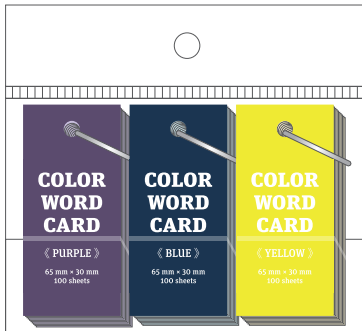 COLOR
WORD
CARD
《 PURPLE 》
65 mm × 30 mm
100 sheets
COLOR
WORD
CARD
《 BLUE 》
65 mm × 30 mm
100 sheets
COLOR
WORD
CARD
《 YELLOW 》
65 mm × 30 mm
100 sheets